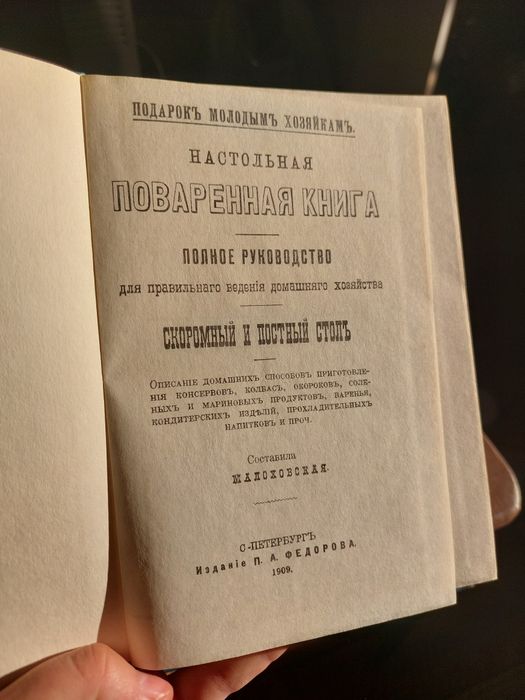 ПОДАРОКЪ МОЛОДЫМЪ ХОЗЯЙКАМЪ.
НАСТОЛЬНАЯ
ПОВАРЕННАЯ КНИГА
ПОЛНОЕ РУКОВОДСТВО
для правильнаго веденія домашняго хозяйства
СКОРОМНЫЙ И ПОСТНЫЙ СТОЛЪ
ОПИСАНІЕ ДОМАШНИХЪ СПОСОБОВЪ ПРИГОТОВЛЕ-
НІЯ КОНСЕРВОВЪ, КОЛБАСЪ, ОКОРОКОВЪ, СОЛЕ-
НЫХЪ И МАРИНОВЫХЪ ПРОДУКТОВЪ, ВАРЕНЬЯ,
КОНДИТЕРСКИХЪ ИЗДѢЛІЙ, ПРОХЛАДИТЕЛЬНЫХЪ
НАПИТКОВЪ И ПРОЧ.
Составила
МАЛОХОВСКАЯ.
С-ПЕТЕРБУРГЪ
Изданіе П. А. ФЕДОРОВА.
1909.